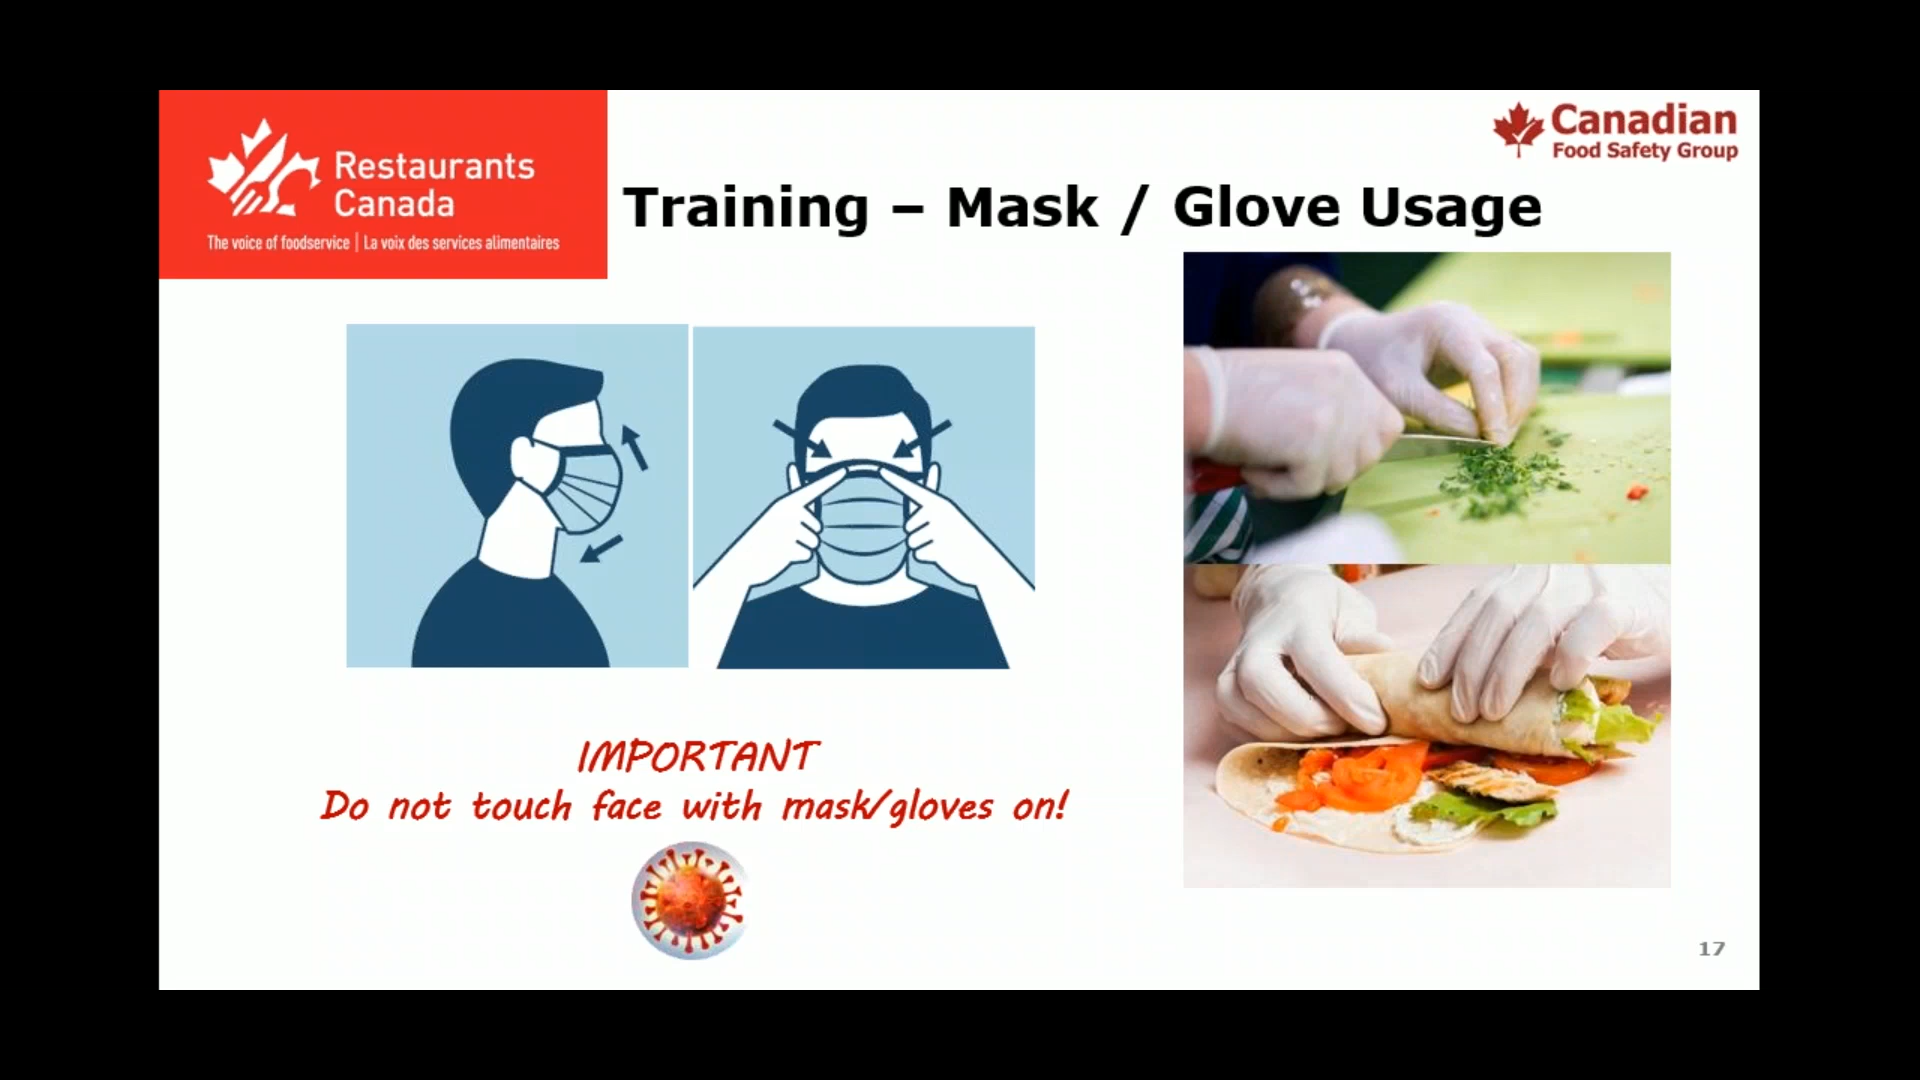 Restaurants
Canada
The voice of foodservice | La voix des services alimentaires
Canadian
Food Safety Group
Training – Mask / Glove Usage
IMPORTANT
Do not touch face with mask/gloves on!
17